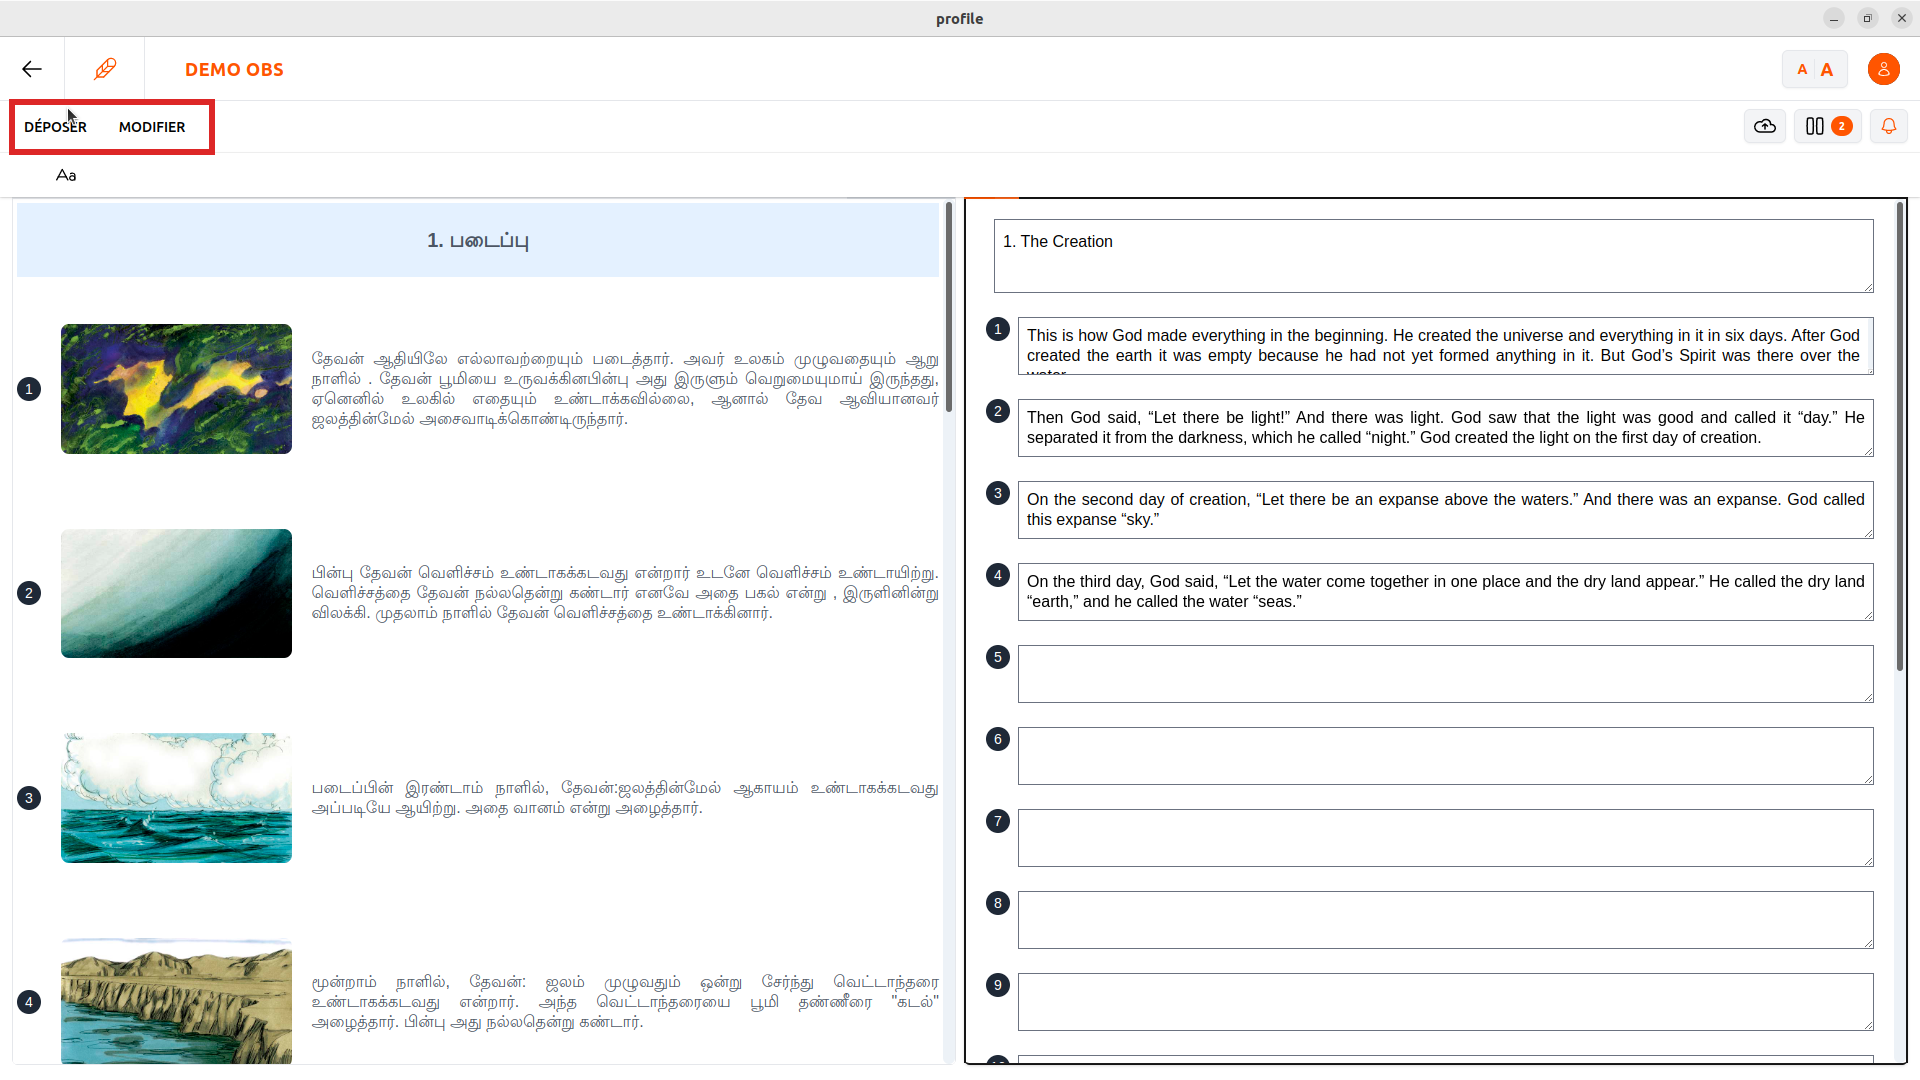 profile
DEMO OBS
A A
DÉPOSER MODIFIER
2
Aa
1. படைப்பு
1
தேவன் ஆதியிலே எல்லாவற்றையும் படைத்தார். அவர் உலகம் முழுவதையும் ஆறு
நாளில் . தேவன் பூமியை உருவக்கினபின்பு அது இருளும் வெறுமையுமாய் இருந்தது,
ஏனெனில் உலகில் எதையும் உண்டாக்கவில்லை, ஆனால் தேவ ஆவியானவர்
ஜலத்தின்மேல் அசைவாடிக்கொண்டிருந்தார்.
2
பின்பு தேவன் வெளிச்சம் உண்டாகக்கடவது என்றார் உடனே வெளிச்சம் உண்டாயிற்று.
வெளிச்சத்தை தேவன் நல்லதென்று கண்டார் எனவே அதை பகல் என்று , இருளினின்று
விலக்கி. முதலாம் நாளில் தேவன் வெளிச்சத்தை உண்டாக்கினார்.
3
படைப்பின் இரண்டாம் நாளில், தேவன்:ஜலத்தின்மேல் ஆகாயம் உண்டாகக்கடவது
அப்படியே ஆயிற்று. அதை வானம் என்று அழைத்தார்.
4
மூன்றாம் நாளில், தேவன்: ஜலம் முழுவதும் ஒன்று சேர்ந்து வெட்டாந்தரை
உண்டாகக்கடவது என்றார். அந்த வெட்டாந்தரையை பூமி தண்ணீரை "கடல்"
அழைத்தார். பின்பு அது நல்லதென்று கண்டார்.
1. The Creation
1
This is how God made everything in the beginning. He created the universe and everything in it in six days. After God
created the earth it was empty because he had not yet formed anything in it. But God’s Spirit was there over the
2
Then God said, “Let there be light!” And there was light. God saw that the light was good and called it “day.” He
separated it from the darkness, which he called “night.” God created the light on the first day of creation.
3
On the second day of creation, “Let there be an expanse above the waters.” And there was an expanse. God called
this expanse “sky.”
4
On the third day, God said, “Let the water come together in one place and the dry land appear.” He called the dry land
“earth,” and he called the water “seas.”
5
6
7
8
9